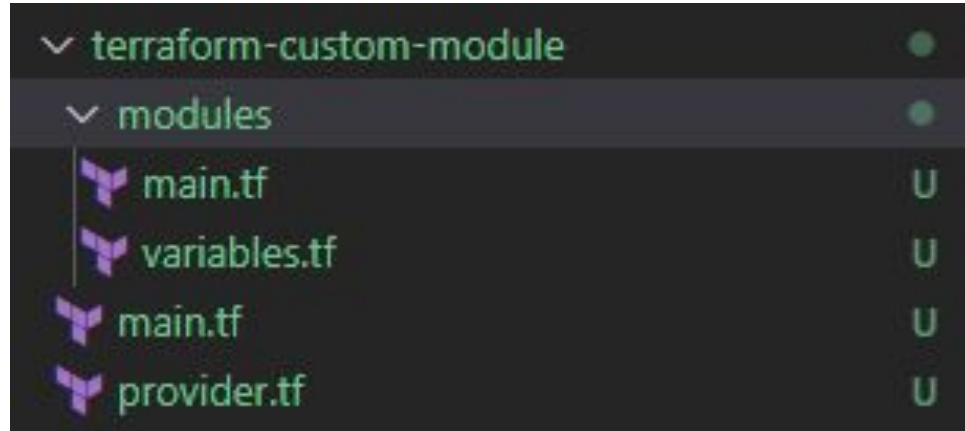 terraform-custom-module
modules
main.tf U
variables.tf U
main.tf U
provider.tf U